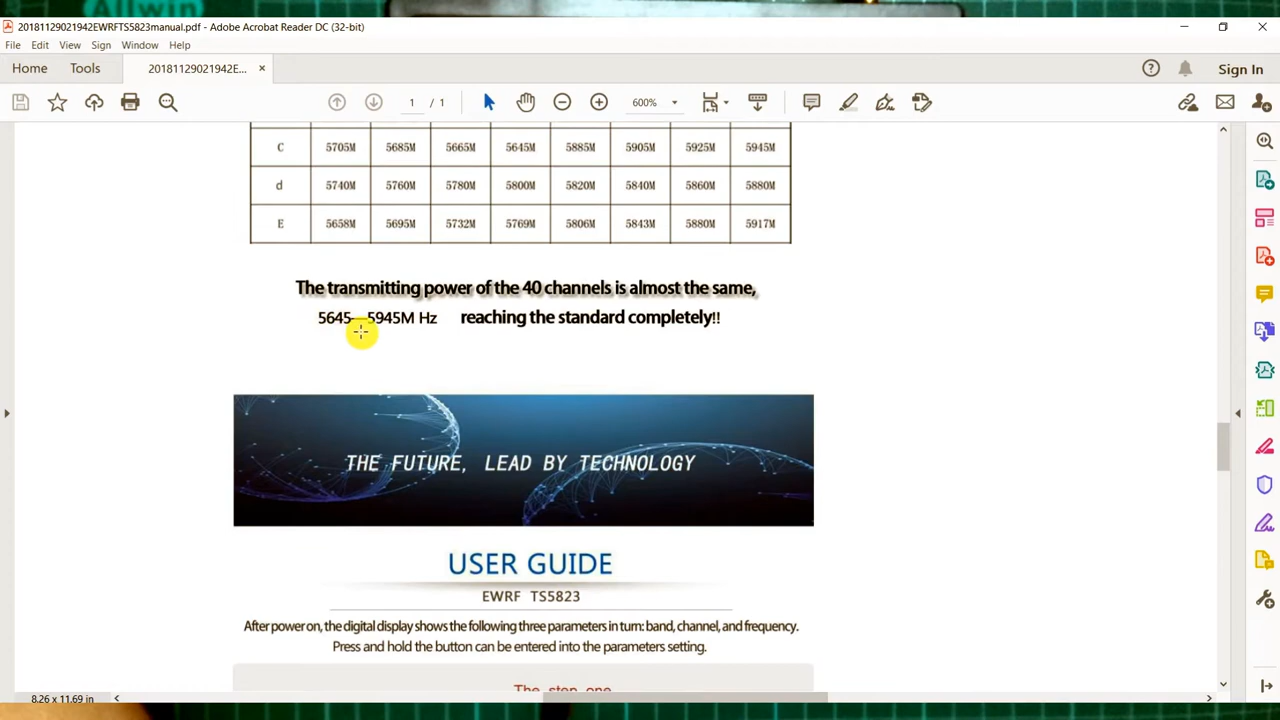 Allwin
20181129021942EWRFTS5823manual.pdf - Adobe Acrobat Reader DC (32-bit)
File Edit View Sign Window Help
Home Tools 20181129021942E... × Sign In
1 / 1 600%
C 5705M 5685M 5665M 5645M 5885M 5905M 5925M 5945M
d 5740M 5760M 5780M 5800M 5820M 5840M 5860M 5880M
E 5658M 5695M 5732M 5769M 5806M 5843M 5880M 5917M
The transmitting power of the 40 channels is almost the same,
5645—5945M Hz reaching the standard completely!!
THE FUTURE, LEAD BY TECHNOLOGY
USER GUIDE
EWRF TS5823
After power on, the digital display shows the following three parameters in turn: band, channel, and frequency.
Press and hold the button can be entered into the parameters setting.
The step one
8.26 x 11.69 in